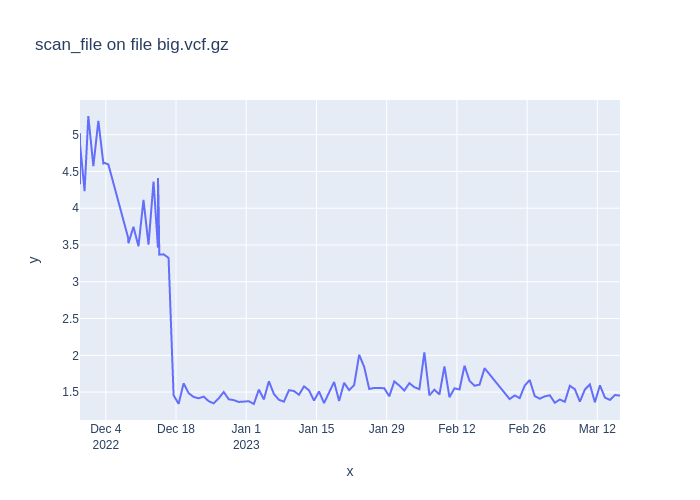 scan_file on file big.vcf.gz
y
5
4.5
4
3.5
3
2.5
2
1.5
Dec 4
2022
Dec 18
Jan 1
2023
Jan 15
Jan 29
Feb 12
Feb 26
Mar 12
x